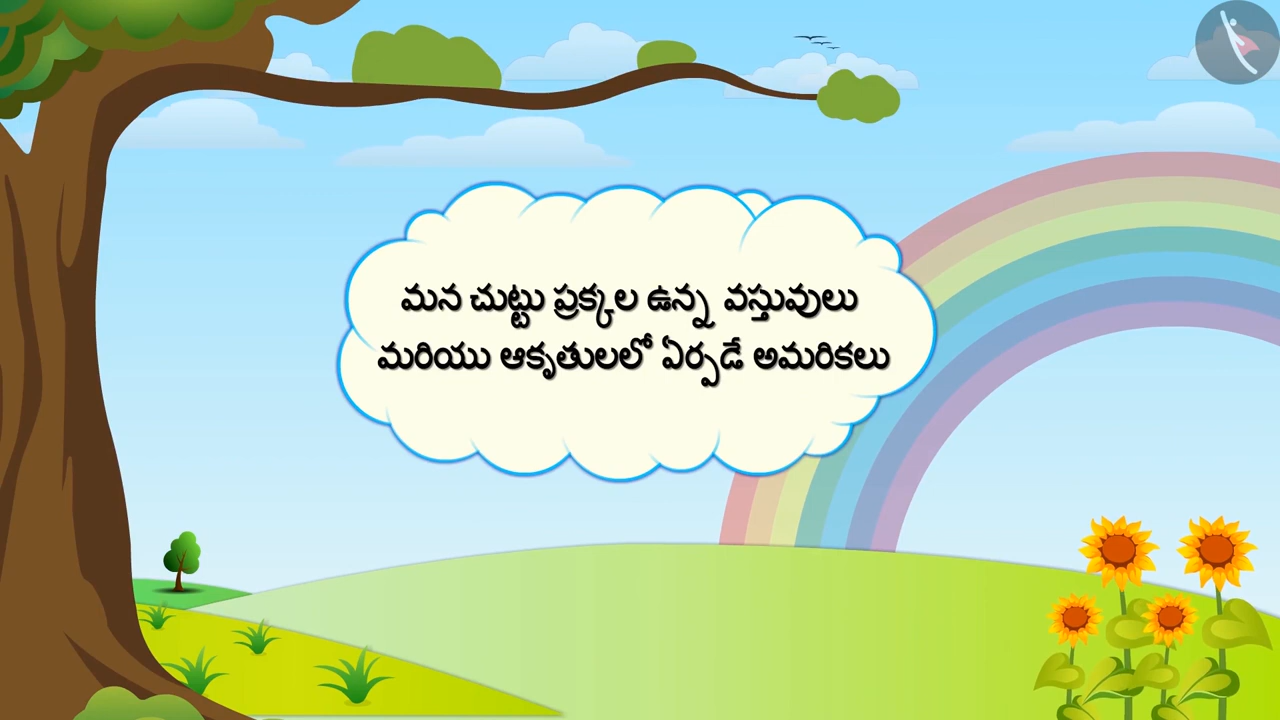 మన చుట్టు ప్రక్కల ఉన్న వస్తువులు
మరియు ఆకృతులలో ఏర్పడే అమరికలు